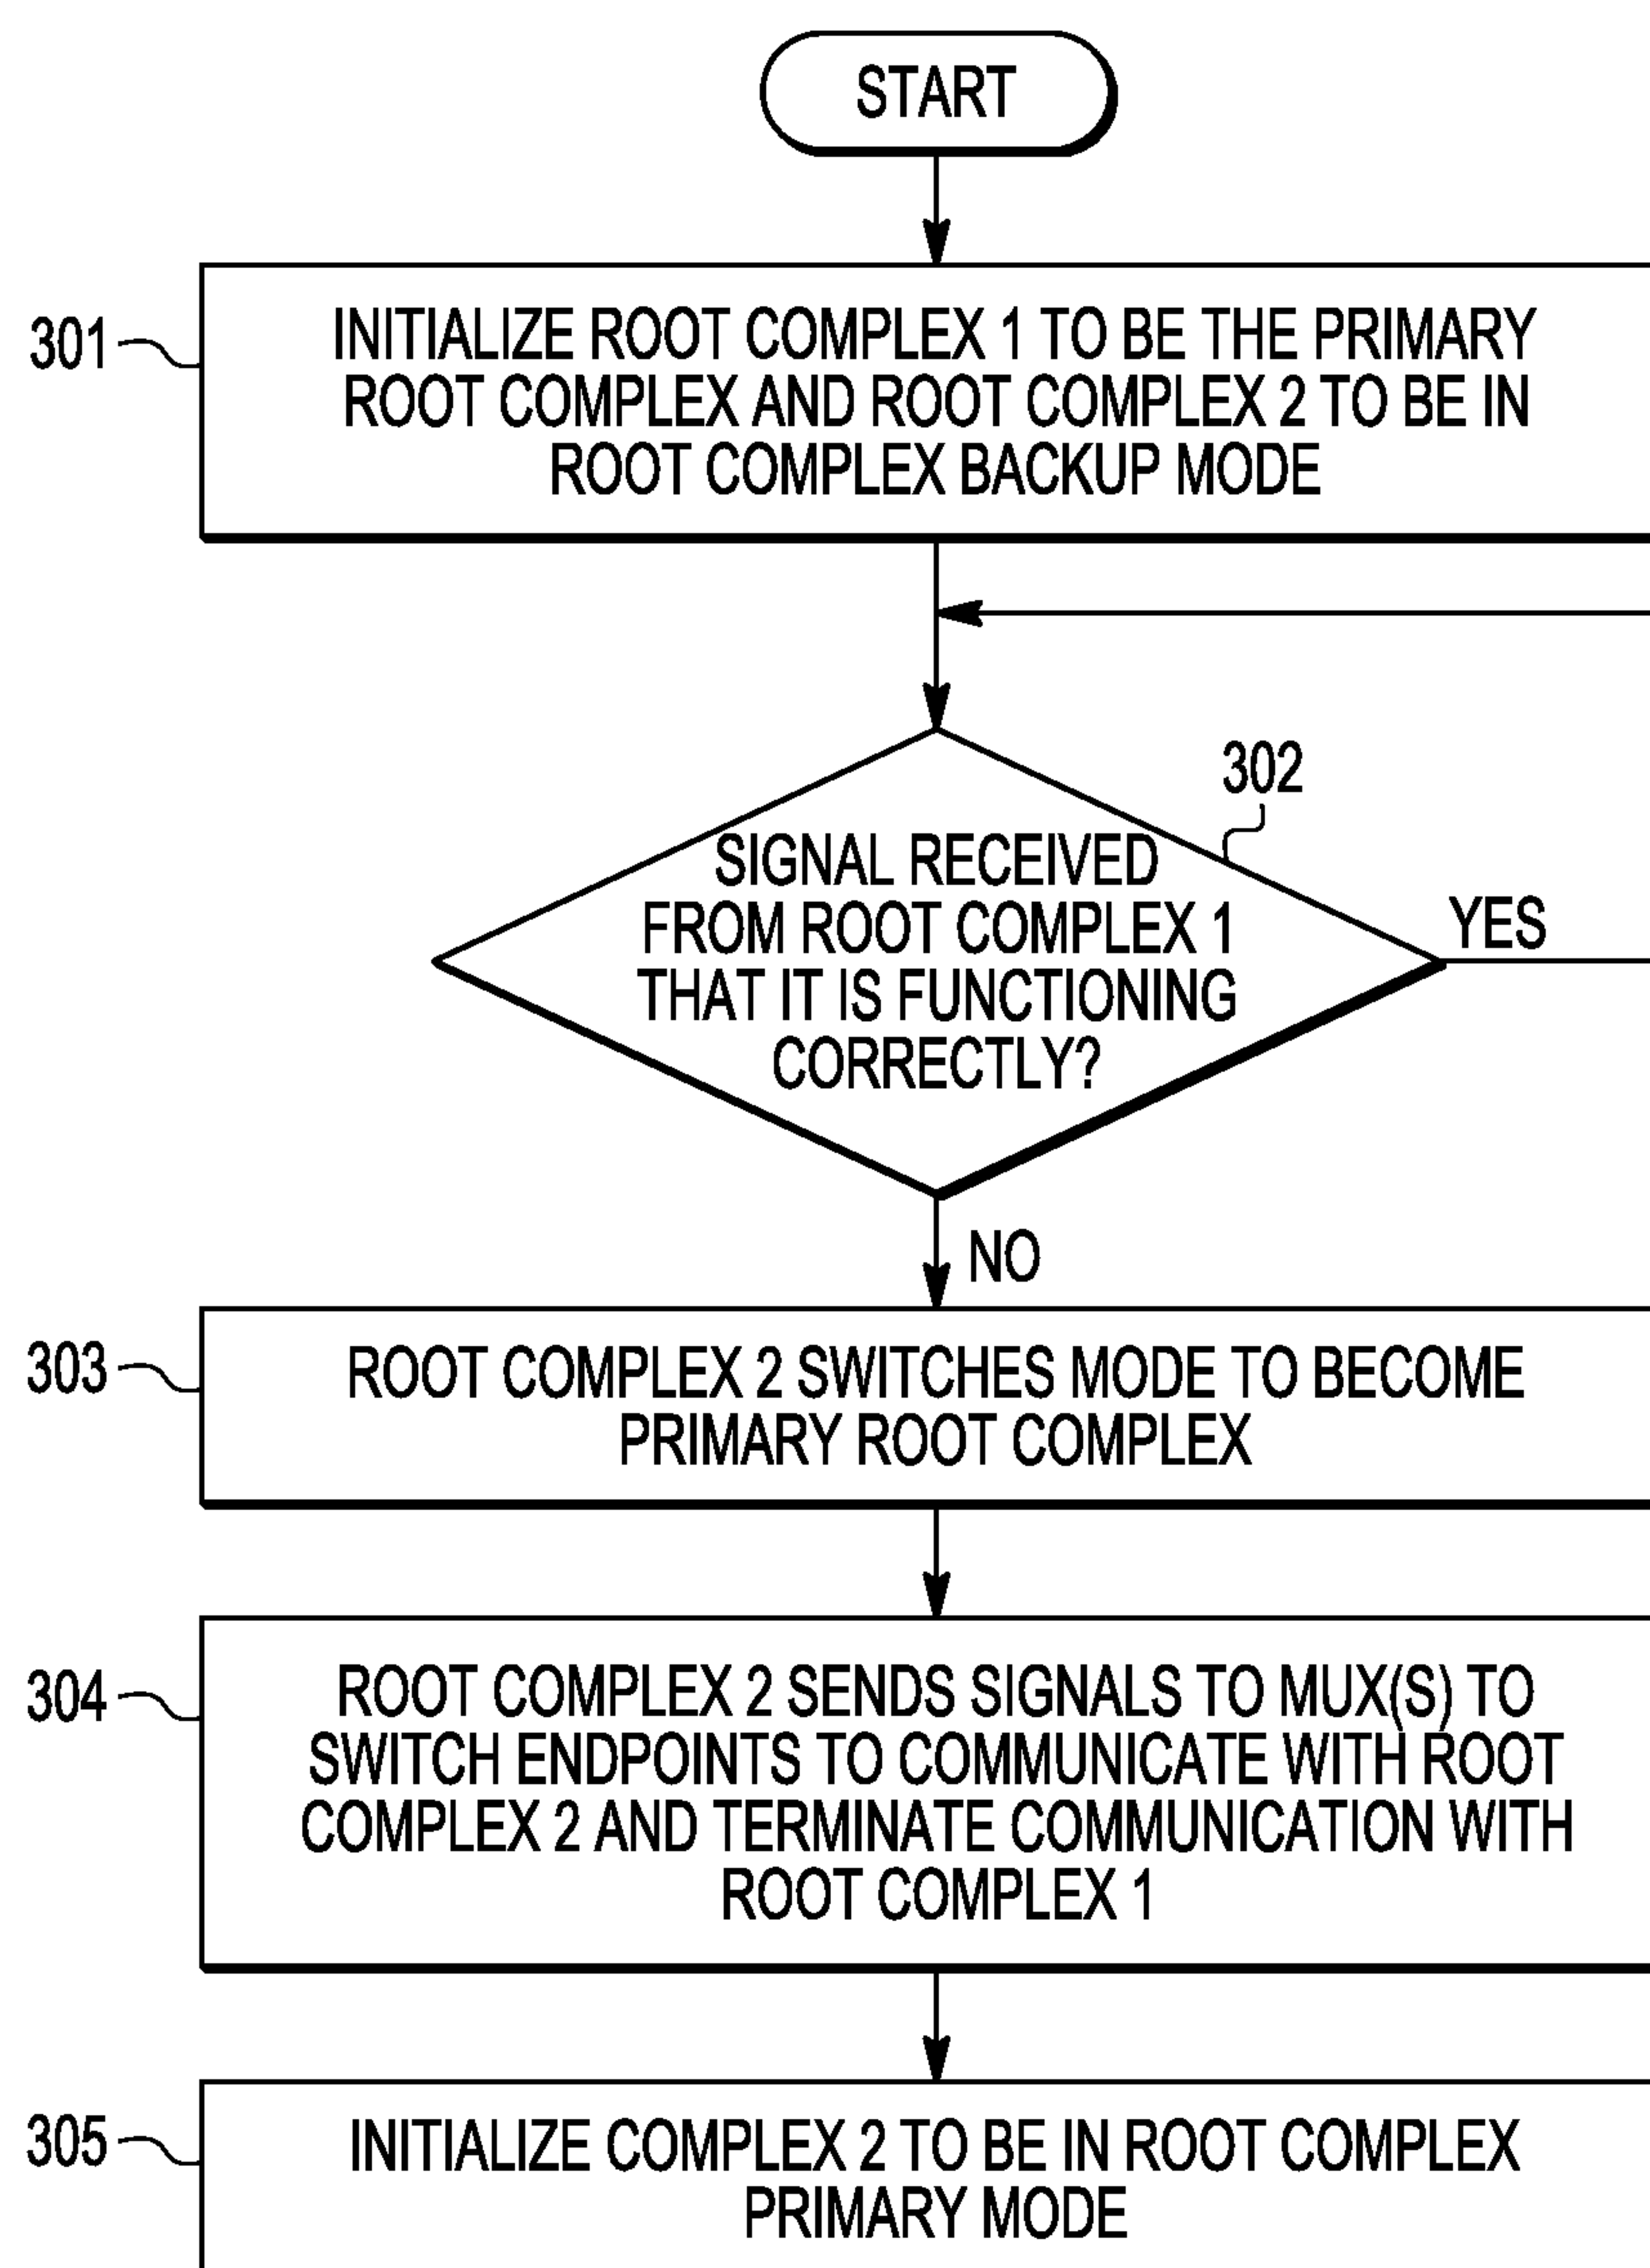 START
301
INITIALIZE ROOT COMPLEX 1 TO BE THE PRIMARY
ROOT COMPLEX AND ROOT COMPLEX 2 TO BE IN
ROOT COMPLEX BACKUP MODE
302
SIGNAL RECEIVED
FROM ROOT COMPLEX 1
THAT IT IS FUNCTIONING
CORRECTLY?
YES
NO
303
ROOT COMPLEX 2 SWITCHES MODE TO BECOME
PRIMARY ROOT COMPLEX
304
ROOT COMPLEX 2 SENDS SIGNALS TO MUX(S) TO
SWITCH ENDPOINTS TO COMMUNICATE WITH ROOT
COMPLEX 2 AND TERMINATE COMMUNICATION WITH
ROOT COMPLEX 1
305
INITIALIZE COMPLEX 2 TO BE IN ROOT COMPLEX
PRIMARY MODE